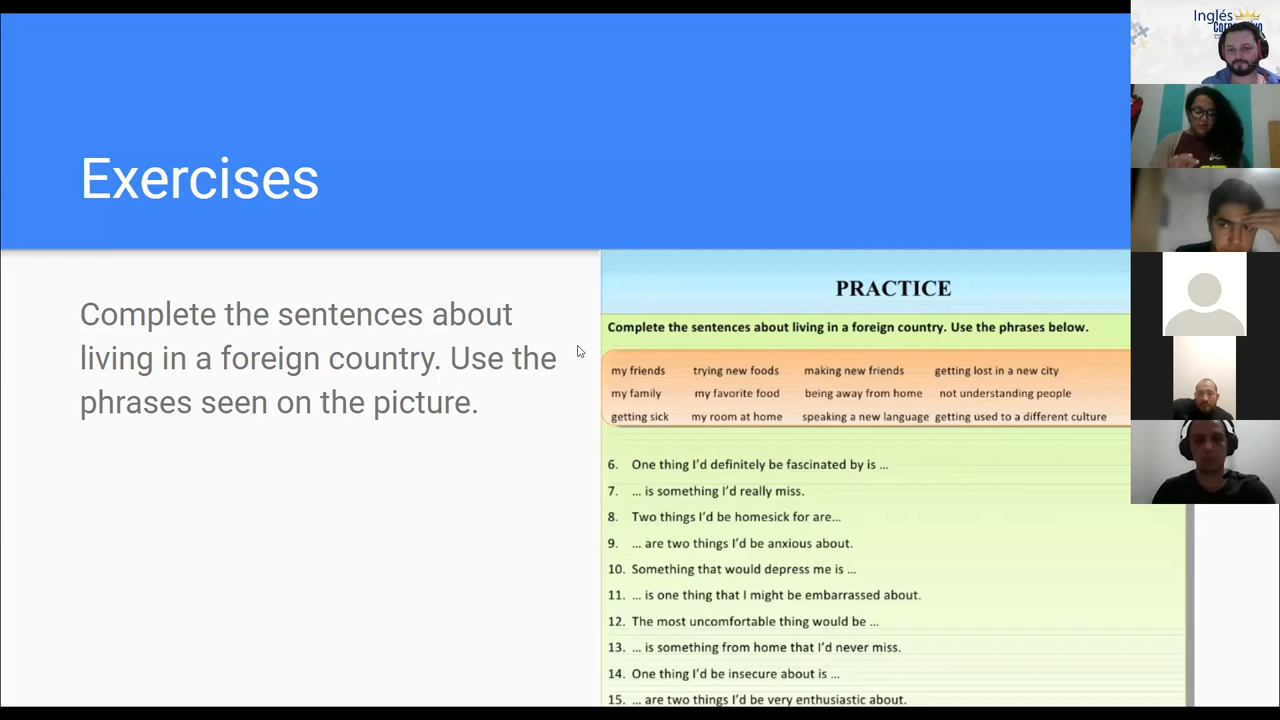 Exercises
Complete the sentences about
living in a foreign country. Use the
phrases seen on the picture.
PRACTICE
Complete the sentences about living in a foreign country. Use the phrases below.
my friends trying new foods making new friends getting lost in a new city
my family my favorite food being away from home not understanding people
getting sick my room at home speaking a new language getting used to a different culture
6. One thing I'd definitely be fascinated by is ...
7. ... is something I'd really miss.
8. Two things I'd be homesick for are...
9. ... are two things I'd be anxious about.
10. Something that would depress me is ...
11. ... is one thing that I might be embarrassed about.
12. The most uncomfortable thing would be ...
13. ... is something from home that I'd never miss.
14. One thing I'd be insecure about is ...
15. ... are two things I'd be very enthusiastic about.
Inglés